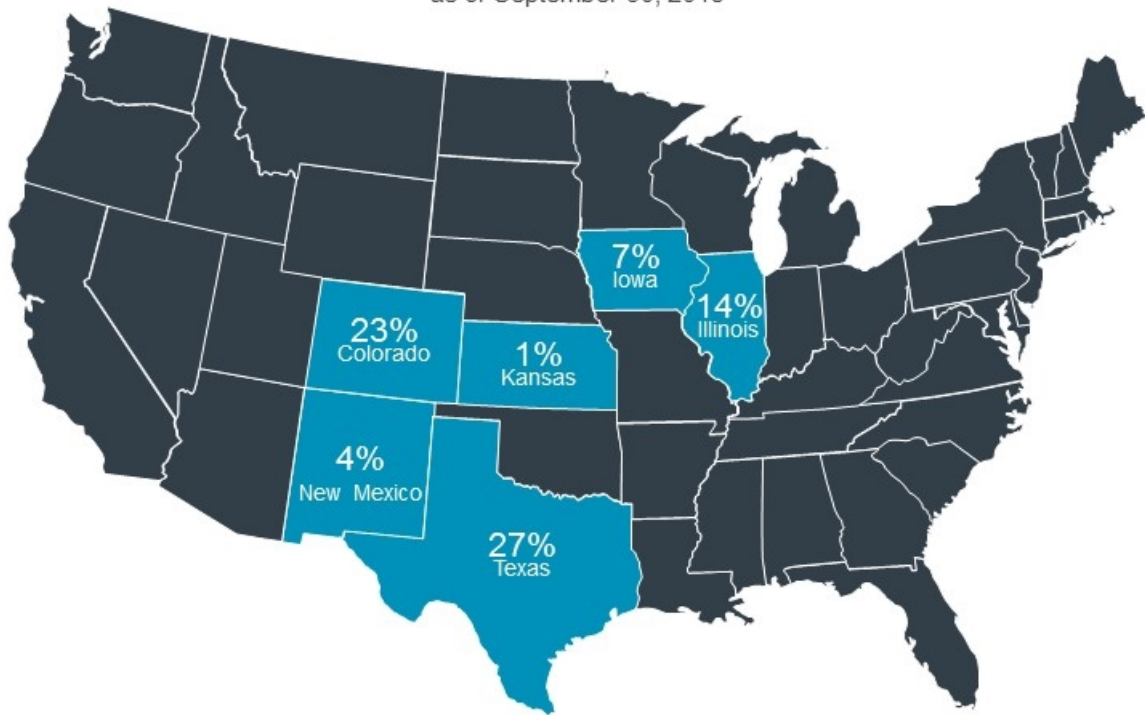 7%
Iowa
14%
Illinois
23%
Colorado
1%
Kansas
4%
New Mexico
27%
Texas